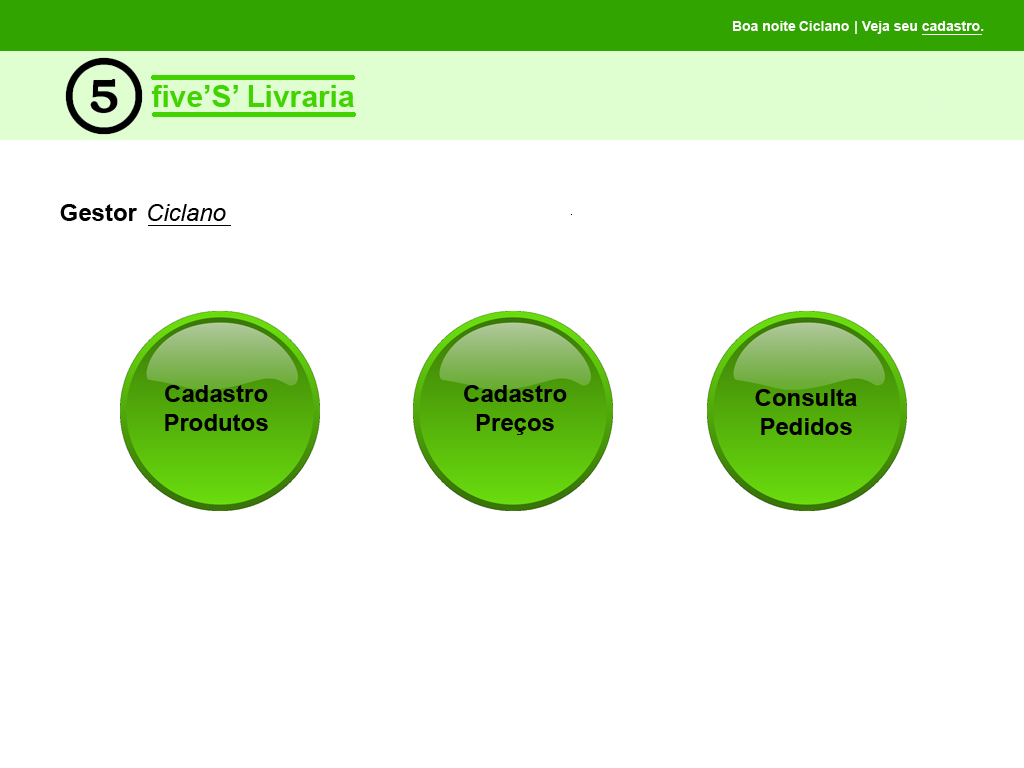 Boa noite Ciclano | Veja seu cadastro.
5
five’S’ Livraria
Gestor Ciclano
Cadastro
Produtos
Cadastro
Preços
Consulta
Pedidos